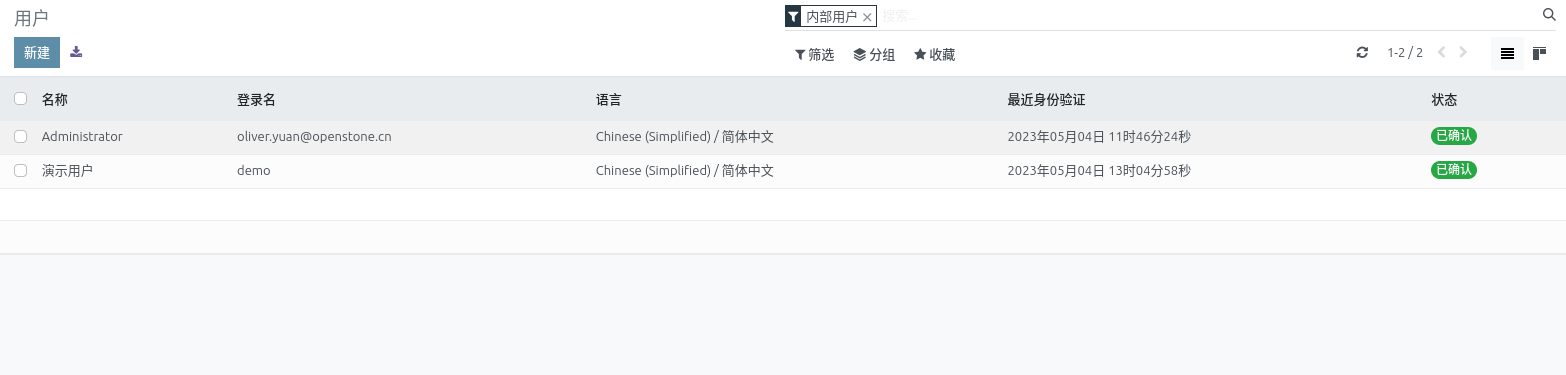 用户
内部用户 搜索...
新建
筛选 分组 收藏 1-2 / 2
名称 登录名 语言 最近身份验证 状态
Administrator oliver.yuan@openstone.cn Chinese (Simplified) / 简体中文 2023年05月04日 11时46分24秒 已确认
演示用户 demo Chinese (Simplified) / 简体中文 2023年05月04日 13时04分58秒 已确认